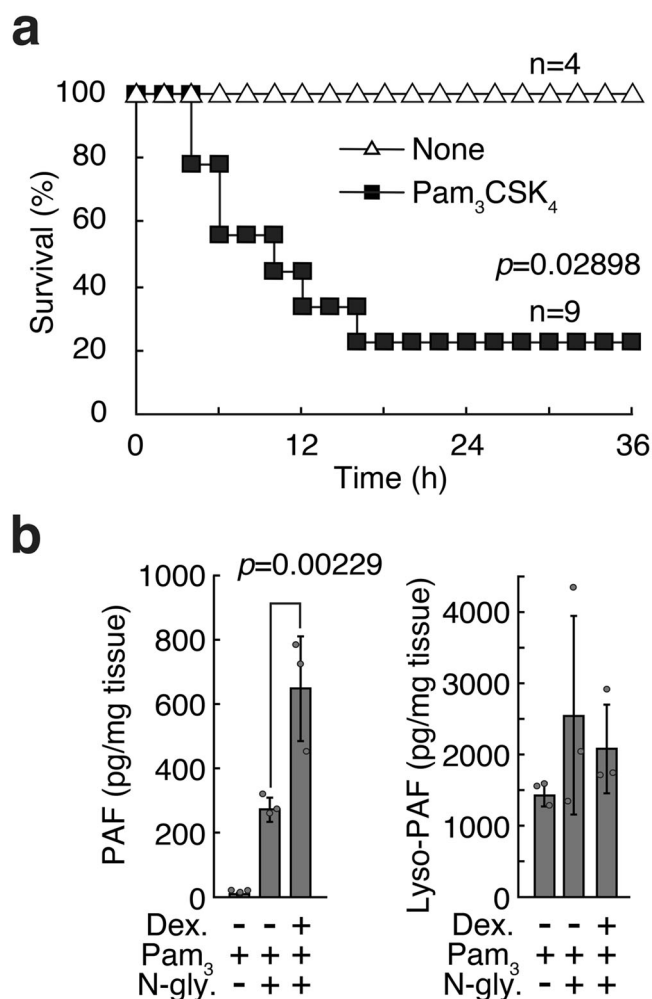 a
n=4
100
80
60
40
20
0
Survival (%)
None
Pam3CSK4
p=0.02898
n=9
0 12 24 36
Time (h)
b
p=0.00229
1000
800
600
400
200
0
PAF (pg/mg tissue)
Dex. - - +
Pam3 + + +
N-gly. - + +
4000
3000
2000
1000
0
Lyso-PAF (pg/mg tissue)
Dex. - - +
Pam3 + + +
N-gly. - + +